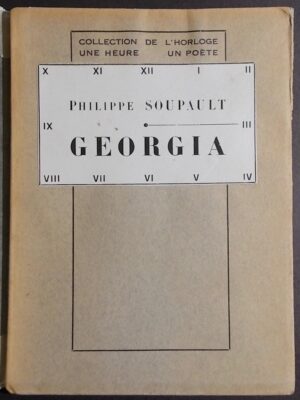 COLLECTION DE L'HORLOGE
UNE HEURE UN POÈTE
X XI XII I II
PHILIPPE SOUPAULT
IX III
GEORGIA
VIII VII VI V IV